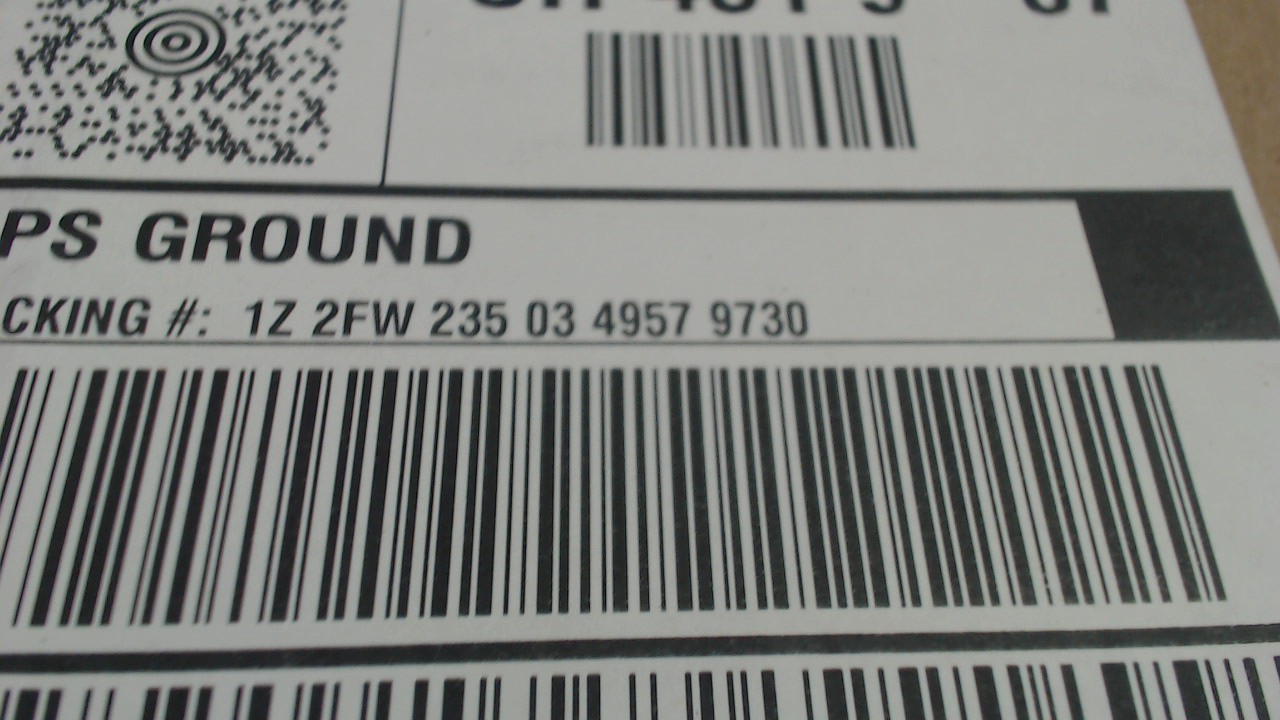 PS GROUND
CKING #: 1Z 2FW 235 03 4957 9730